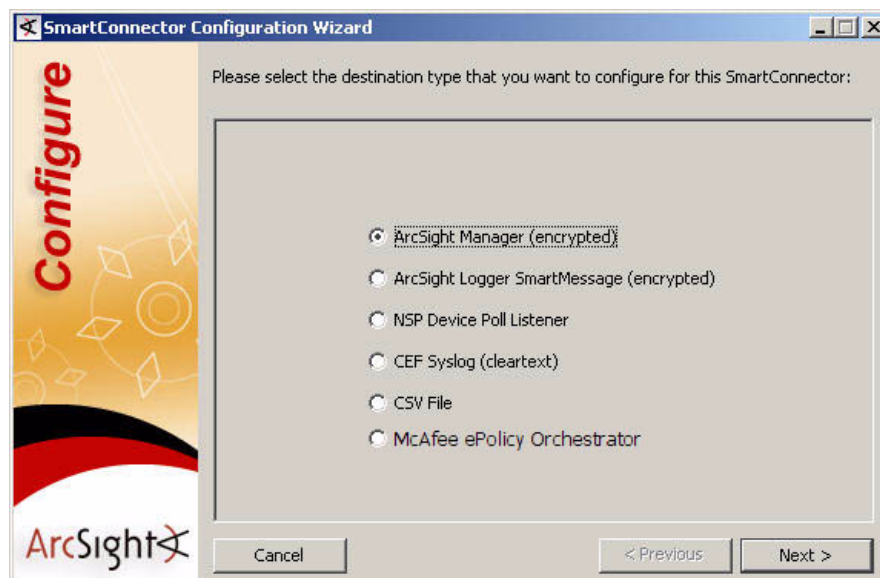 SmartConnector Configuration Wizard
Configure
Please select the destination type that you want to configure for this SmartConnector:
ArcSight Manager (encrypted)
ArcSight Logger SmartMessage (encrypted)
NSP Device Poll Listener
CEF Syslog (cleartext)
CSV File
McAfee ePolicy Orchestrator
ArcSight
Cancel
< Previous
Next >